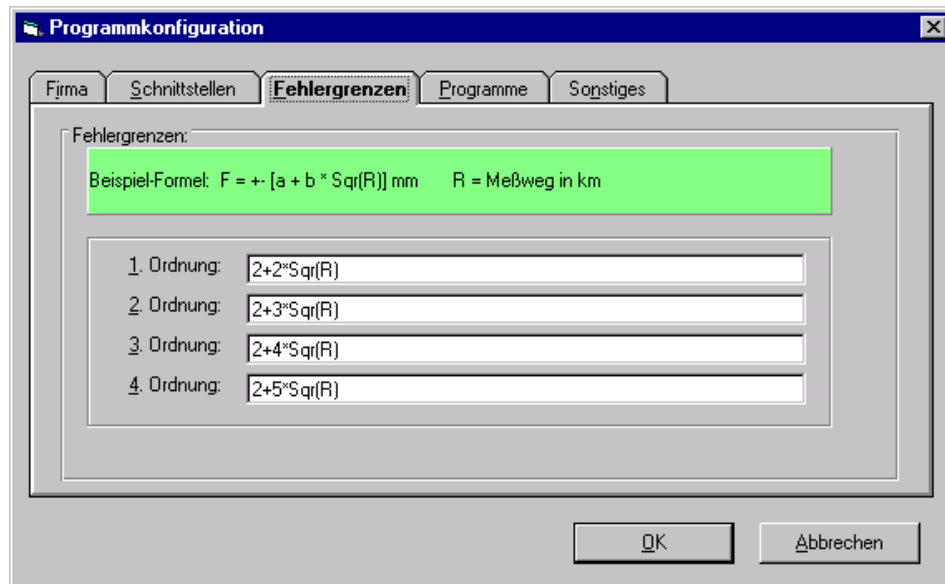 Programmkonfiguration
Firma Schnittstellen Fehlergrenzen Programme Sonstiges
Fehlergrenzen:
Beispiel-Formel: F = +- [a + b * Sqr(R)] mm R = Meßweg in km
1. Ordnung: 2+2*Sqr(R)
2. Ordnung: 2+3*Sqr(R)
3. Ordnung: 2+4*Sqr(R)
4. Ordnung: 2+5*Sqr(R)
OK Abbrechen